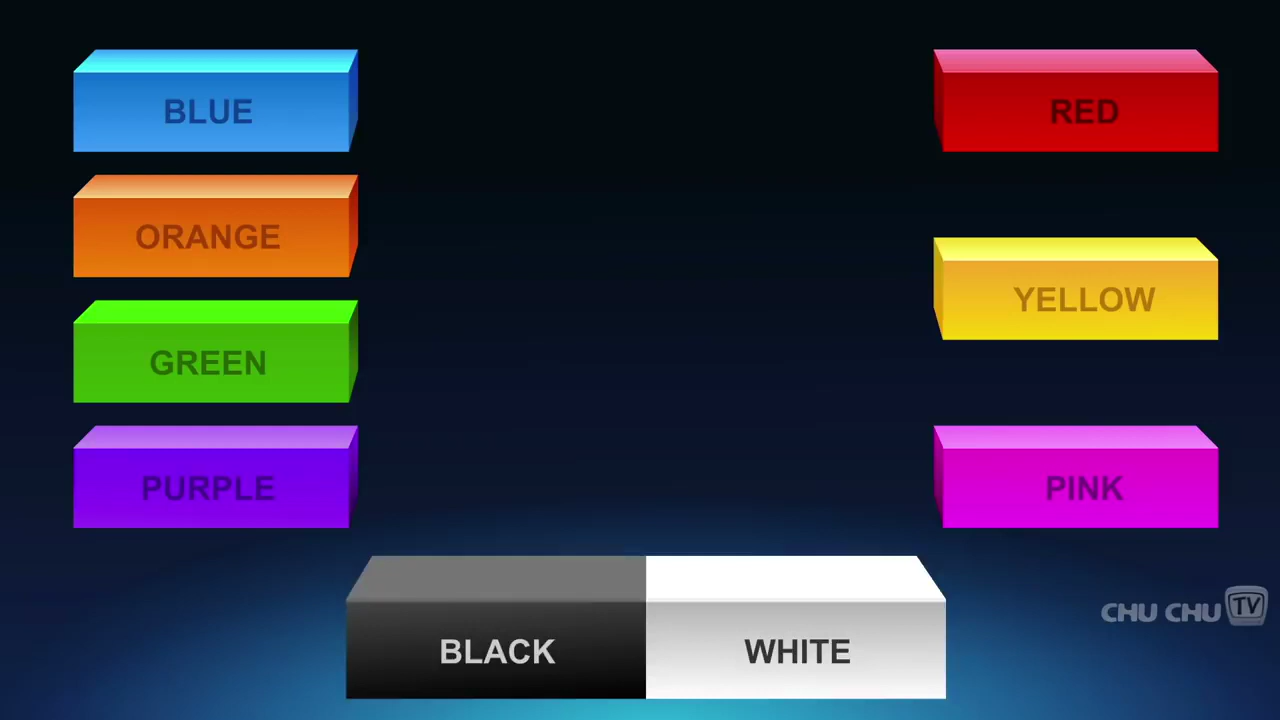 BLUE
RED
ORANGE
YELLOW
GREEN
PURPLE
PINK
BLACK
WHITE
CHU CHU TV